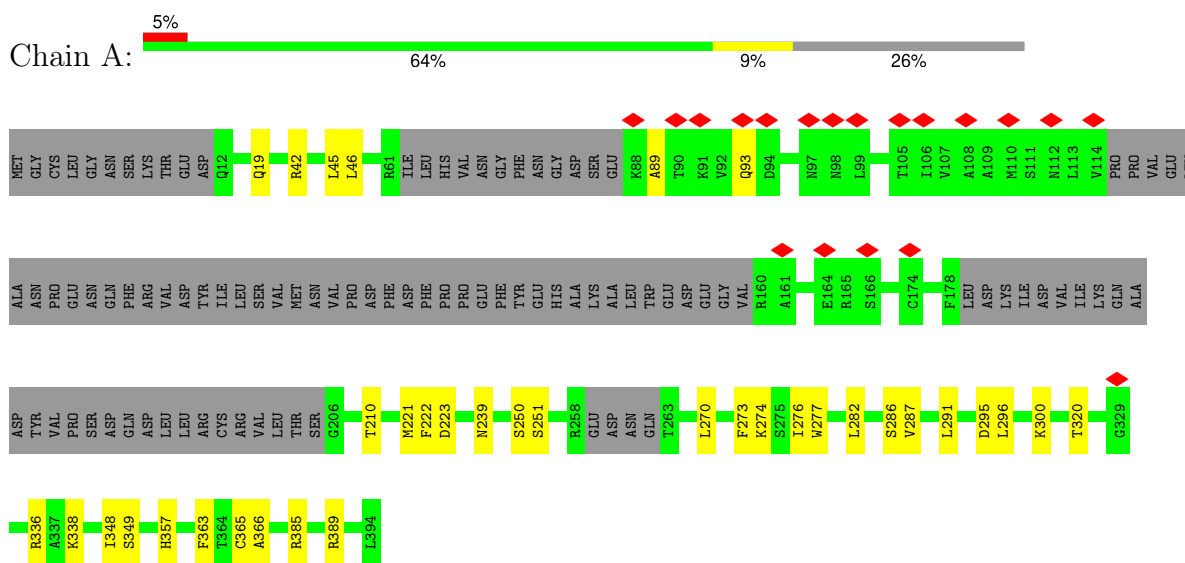 5%
Chain A:
64% 9% 26%
MET GLY CYS LEU GLY ASN SER LYS THR GLU ASP Q12 Q19 R42 L45 L46 R61 ILE LEU HIS VAL ASN GLY PHE ASN GLY ASP SER GLU K88 A89 T90 K91 V92 Q93 D94 N97 N98 L99 T105 I106 V107 A108 A109 M110 S111 N112 L113 V114 PRO PRO VAL GLU
ALA ASN PRO GLU ASN GLN PHE ARG VAL ASP TYR ILE LEU SER VAL MET ASN VAL PRO ASP PHE ASP PHE PRO PRO GLU PHE TYR GLU HIS ALA LYS ALA LEU TRP GLU ASP GLU GLY VAL R160 A161 E164 R165 S166 C174 F178 LEU ASP LYS ILE ASP VAL ILE LYS GLN ALA
ASP TYR VAL PRO SER ASP GLN ASP LEU LEU ARG CYS ARG VAL LEU THR SER G206 T210 M221 F222 D223 N239 S250 S251 R258 GLU ASP ASN GLN T263 L270 F273 K274 S275 I276 W277 L282 S286 V287 L291 D295 L296 K300 T320 G329
R336 A337 K338 I348 S349 H357 F363 T364 C365 A366 R385 R389 L394